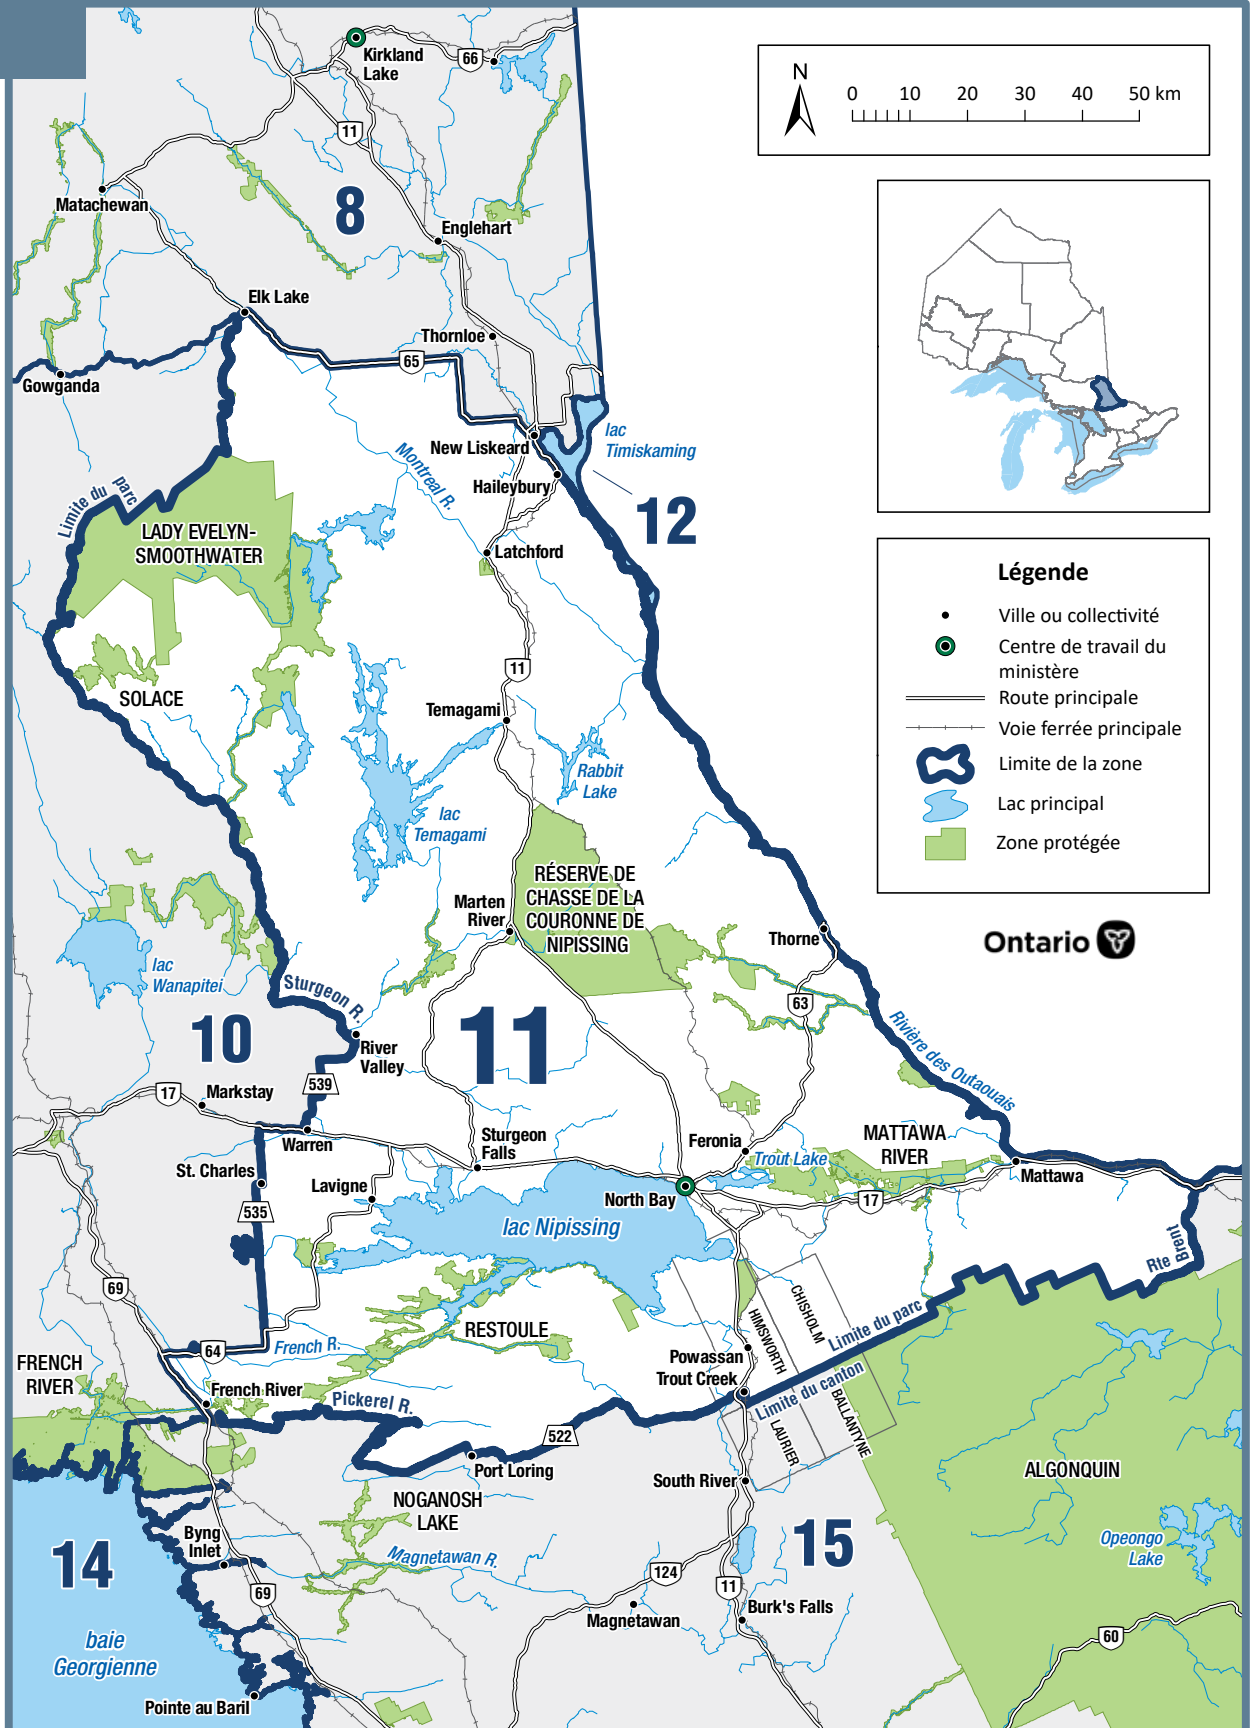 Kirkland
Lake
66
11
N
0 10 20 30 40 50 km
Matachewan
8
Englehart
Elk Lake
Thornloe
65
Gowganda
lac
Timiskaming
New Liskeard
Montreal R.
Haileybury
Limite du parc
12
LADY EVELYN-
SMOOTHWATER
Latchford
Légende
Ville ou collectivité
Centre de travail du
ministère
Route principale
Voie ferrée principale
Limite de la zone
Lac principal
Zone protégée
11
SOLACE
Temagami
Rabbit
Lake
lac
Temagami
RÉSERVE DE
CHASSE DE LA
COURONNE DE
NIPISSING
Marten
River
Thorne
Ontario
lac
Wanapitei
Sturgeon R.
63
10
11
Rivière des Outaouais
River
Valley
539
17
Markstay
Warren
Sturgeon
Falls
Feronia
MATTAWA
RIVER
Trout Lake
St. Charles
Lavigne
North Bay
17
Mattawa
535
lac Nipissing
Rte Brent
69
CHISHOLM
HIMSWORTH
Limite du parc
64
French R.
RESTOULE
FRENCH
RIVER
Powassan
Trout Creek
Limite du canton
French River
Pickerel R.
BALLANTYNE
LAURIER
522
Port Loring
ALGONQUIN
South River
NOGANOSH
LAKE
14
Byng
Inlet
15
Opeongo
Lake
Magnetawan R.
124
69
11
Magnetawan
Burk's Falls
60
baie
Georgienne
Pointe au Baril